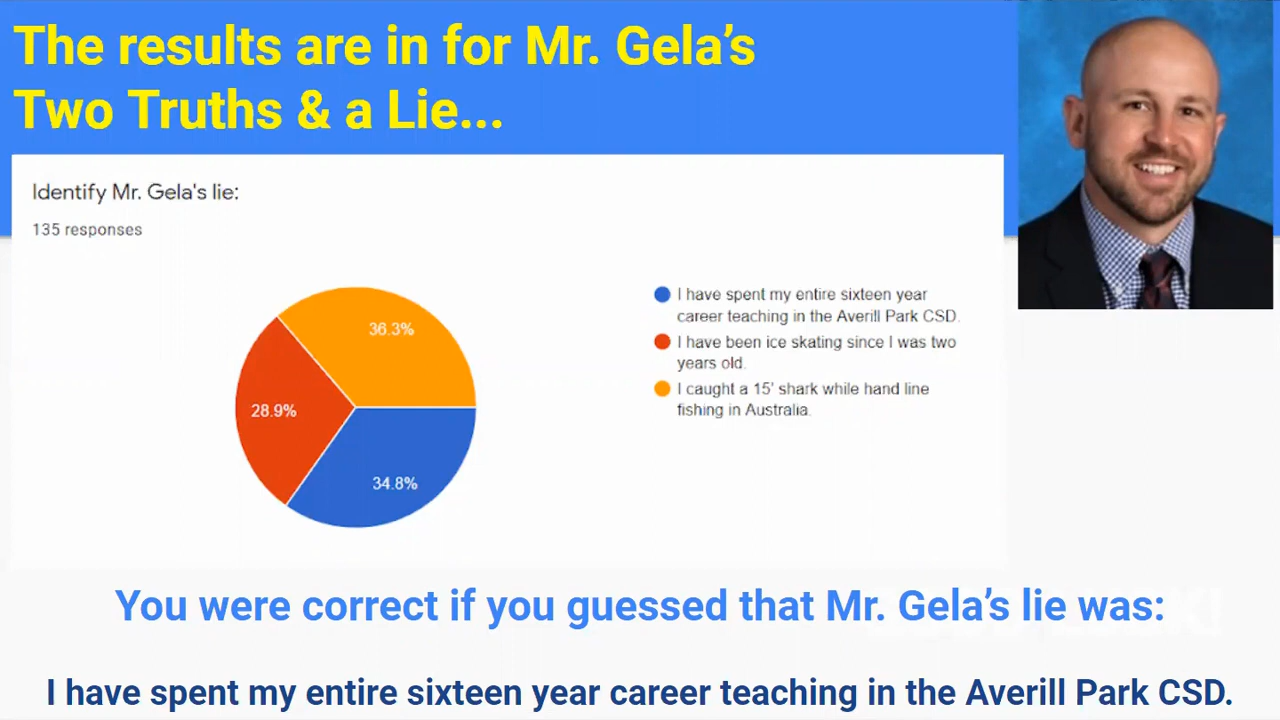 The results are in for Mr. Gela’s
Two Truths & a Lie...
Identify Mr. Gela's lie:
135 responses
36.3%
28.9%
34.8%
I have spent my entire sixteen year
career teaching in the Averill Park CSD.
I have been ice skating since I was two
years old.
I caught a 15’ shark while hand line
fishing in Australia.
You were correct if you guessed that Mr. Gela’s lie was:
I have spent my entire sixteen year career teaching in the Averill Park CSD.